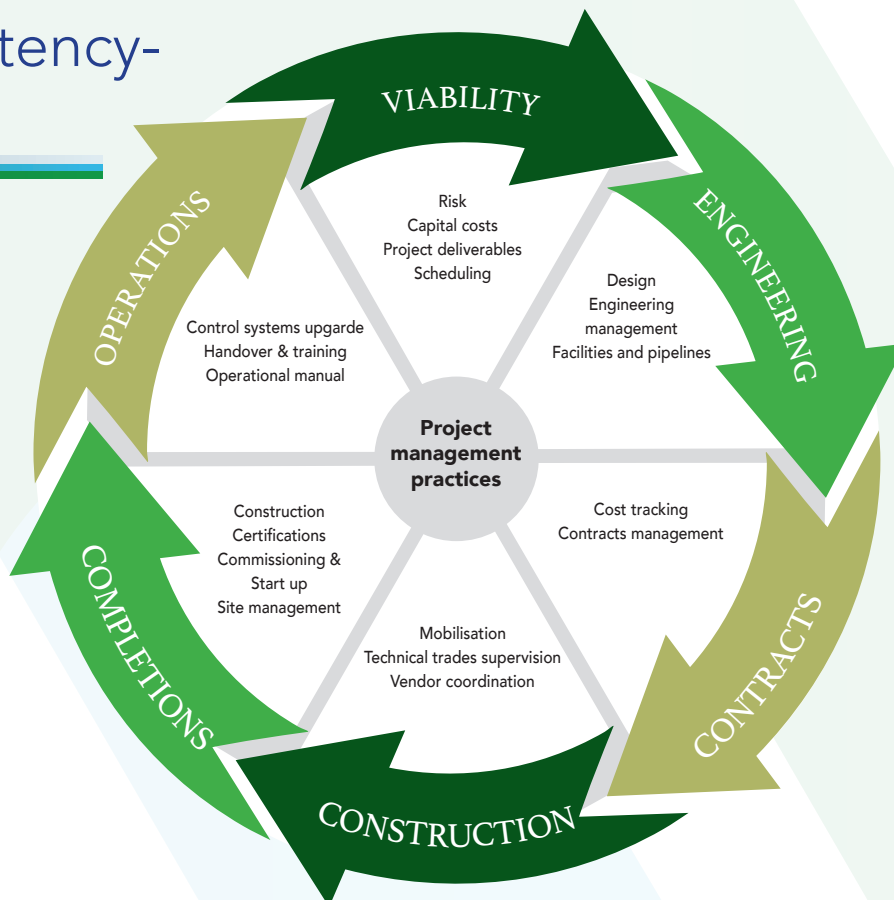 tency-
VIABILITY
Risk
Capital costs
Project deliverables
Scheduling
ENGINEERING
Design
Engineering
management
Facilities and pipelines
CONTRACTS
Cost tracking
Contracts management
CONSTRUCTION
Mobilisation
Technical trades supervision
Vendor coordination
COMPLETIONS
Construction
Certifications
Commissioning &
Start up
Site management
OPERATIONS
Control systems upgarde
Handover & training
Operational manual
Project
management
practices